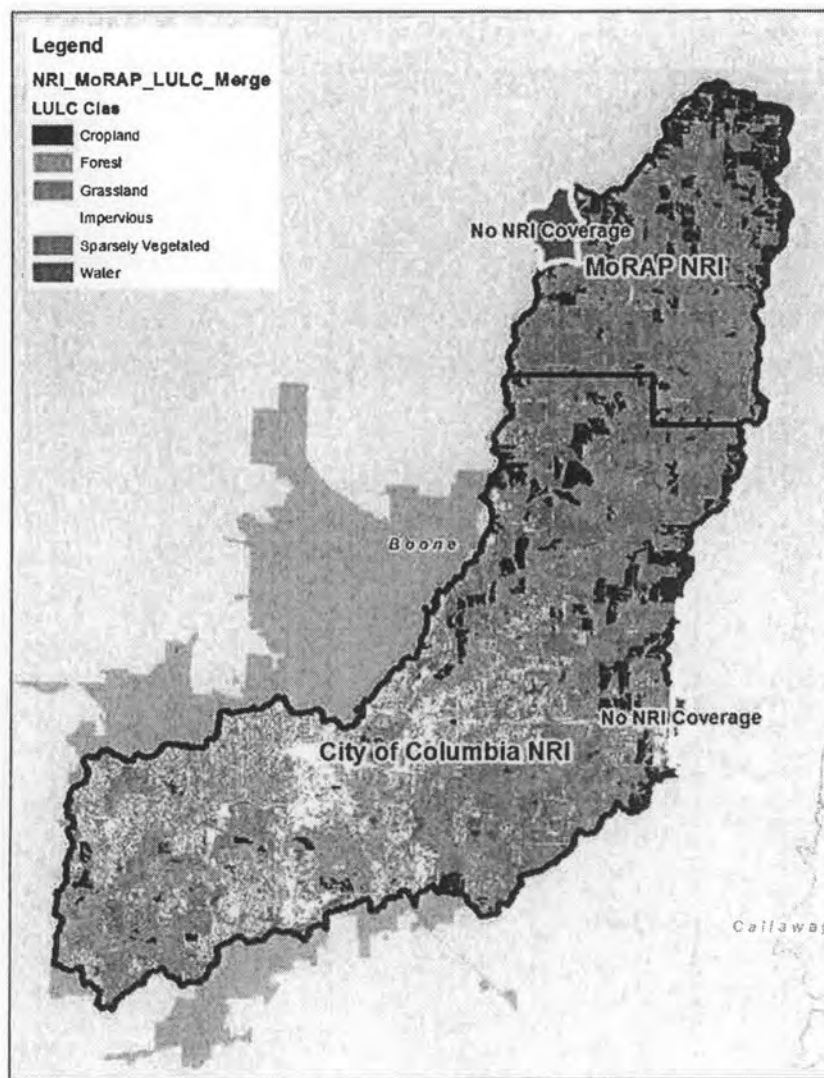 Legend
NRI_MoRAP_LULC_Merge
LULC Clas
Cropland
Forest
Grassland
Impervious
Sparsely Vegetated
Water
No NRI Coverage
MoRAP NRI
Boone
No NRI Coverage
City of Columbia NRI
Callaway